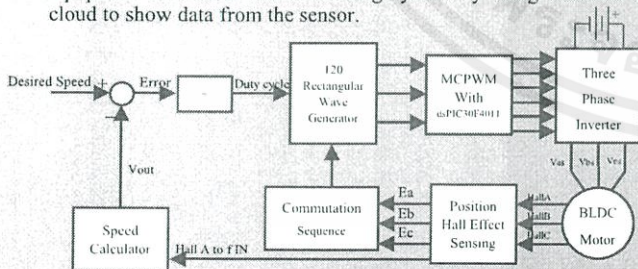 cloud to show data from the sensor.
Desired Speed
+
Error
-
Duty cycle
120
Rectangular
Wave
Generator
MCPWM
With
dsPIC30F4011
Three
Phase
Inverter
+
Vas
Vbs
Vcs
BLDC
Motor
HallA
HallB
HallC
Position
Hall Effect
Sensing
Ea
Eb
Ec
Commutation
Sequence
Vout
Speed
Calculator
Hall A to f IN